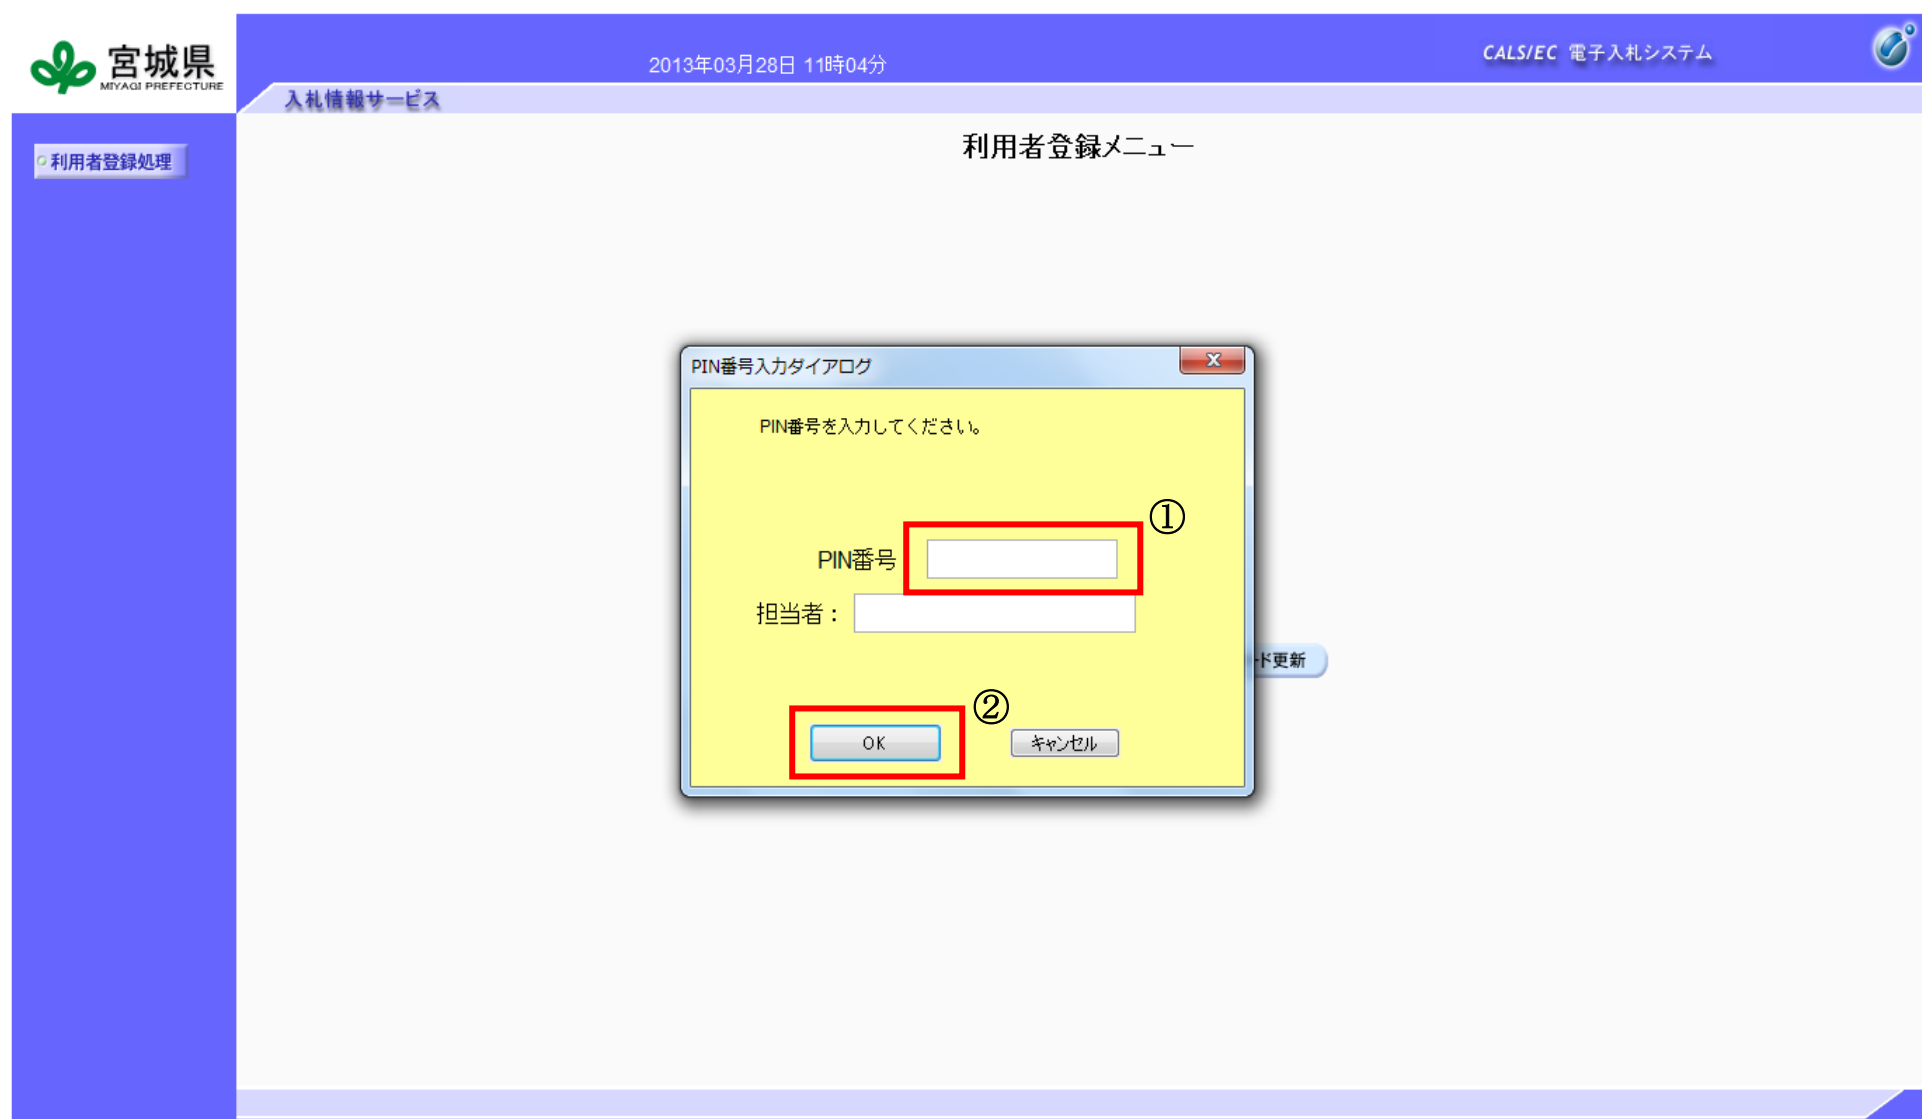 宮城県
MIYAGI PREFECTURE
2013年03月28日 11時04分
CALS/EC 電子入札システム
入札情報サービス
利用者登録処理
利用者登録メニュー
PIN番号入力ダイアログ
X
PIN番号を入力してください。
①
PIN番号
担当者：
ド更新
②
OK
キャンセル